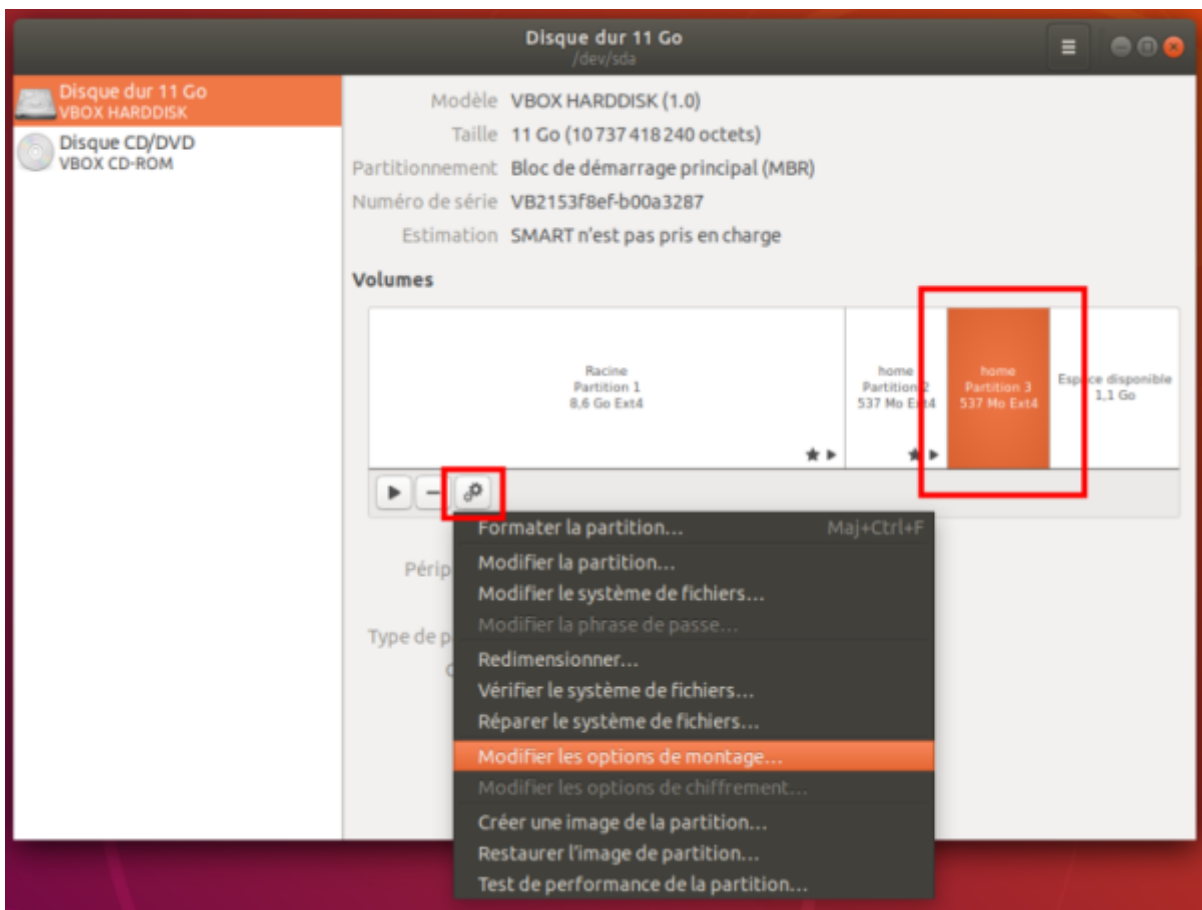 Disque dur 11 Go
/dev/sda
Disque dur 11 Go
VBOX HARDDISK
Disque CD/DVD
VBOX CD-ROM
Modèle VBOX HARDDISK (1.0)
Taille 11 Go (10 737 418 240 octets)
Partitionnement Bloc de démarrage principal (MBR)
Numéro de série VB2153f8ef-b00a3287
Estimation SMART n'est pas pris en charge
Volumes
Racine
Partition 1
8,6 Go Ext4
home
Partition 2
537 Mo Ext4
home
Partition 3
537 Mo Ext4
Espace disponible
1,1 Go
Formater la partition… Maj+Ctrl+F
Périp
Modifier la partition…
Modifier le système de fichiers…
Modifier la phrase de passe…
Type de p
Redimensionner…
Vérifier le système de fichiers…
Réparer le système de fichiers…
Modifier les options de montage…
Modifier les options de chiffrement…
Créer une image de la partition…
Restaurer l'image de partition…
Test de performance de la partition…